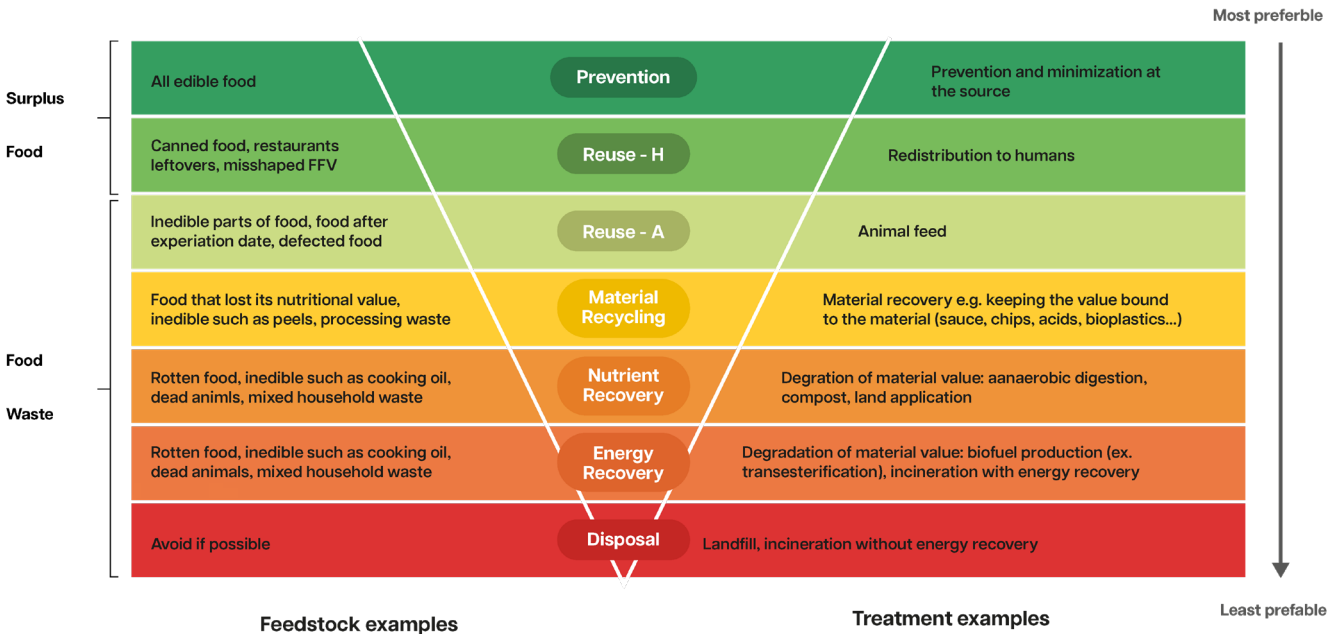 Most preferble
Surplus
Food
All edible food
Prevention
Prevention and minimization at
the source
Canned food, restaurants
leftovers, misshaped FFV
Reuse - H
Redistribution to humans
Inedible parts of food, food after
experiation date, defected food
Reuse - A
Animal feed
Food
Waste
Food that lost its nutritional value,
inedible such as peels, processing waste
Material
Recycling
Material recovery e.g. keeping the value bound
to the material (sauce, chips, acids, bioplastics...)
Rotten food, inedible such as cooking oil,
dead animls, mixed household waste
Nutrient
Recovery
Degration of material value: aanaerobic digestion,
compost, land application
Rotten food, inedible such as cooking oil,
dead animals, mixed household waste
Energy
Recovery
Degradation of material value: biofuel production (ex.
transesterification), incineration with energy recovery
Avoid if possible
Disposal
Landfill, incineration without energy recovery
Least prefable
Feedstock examples
Treatment examples